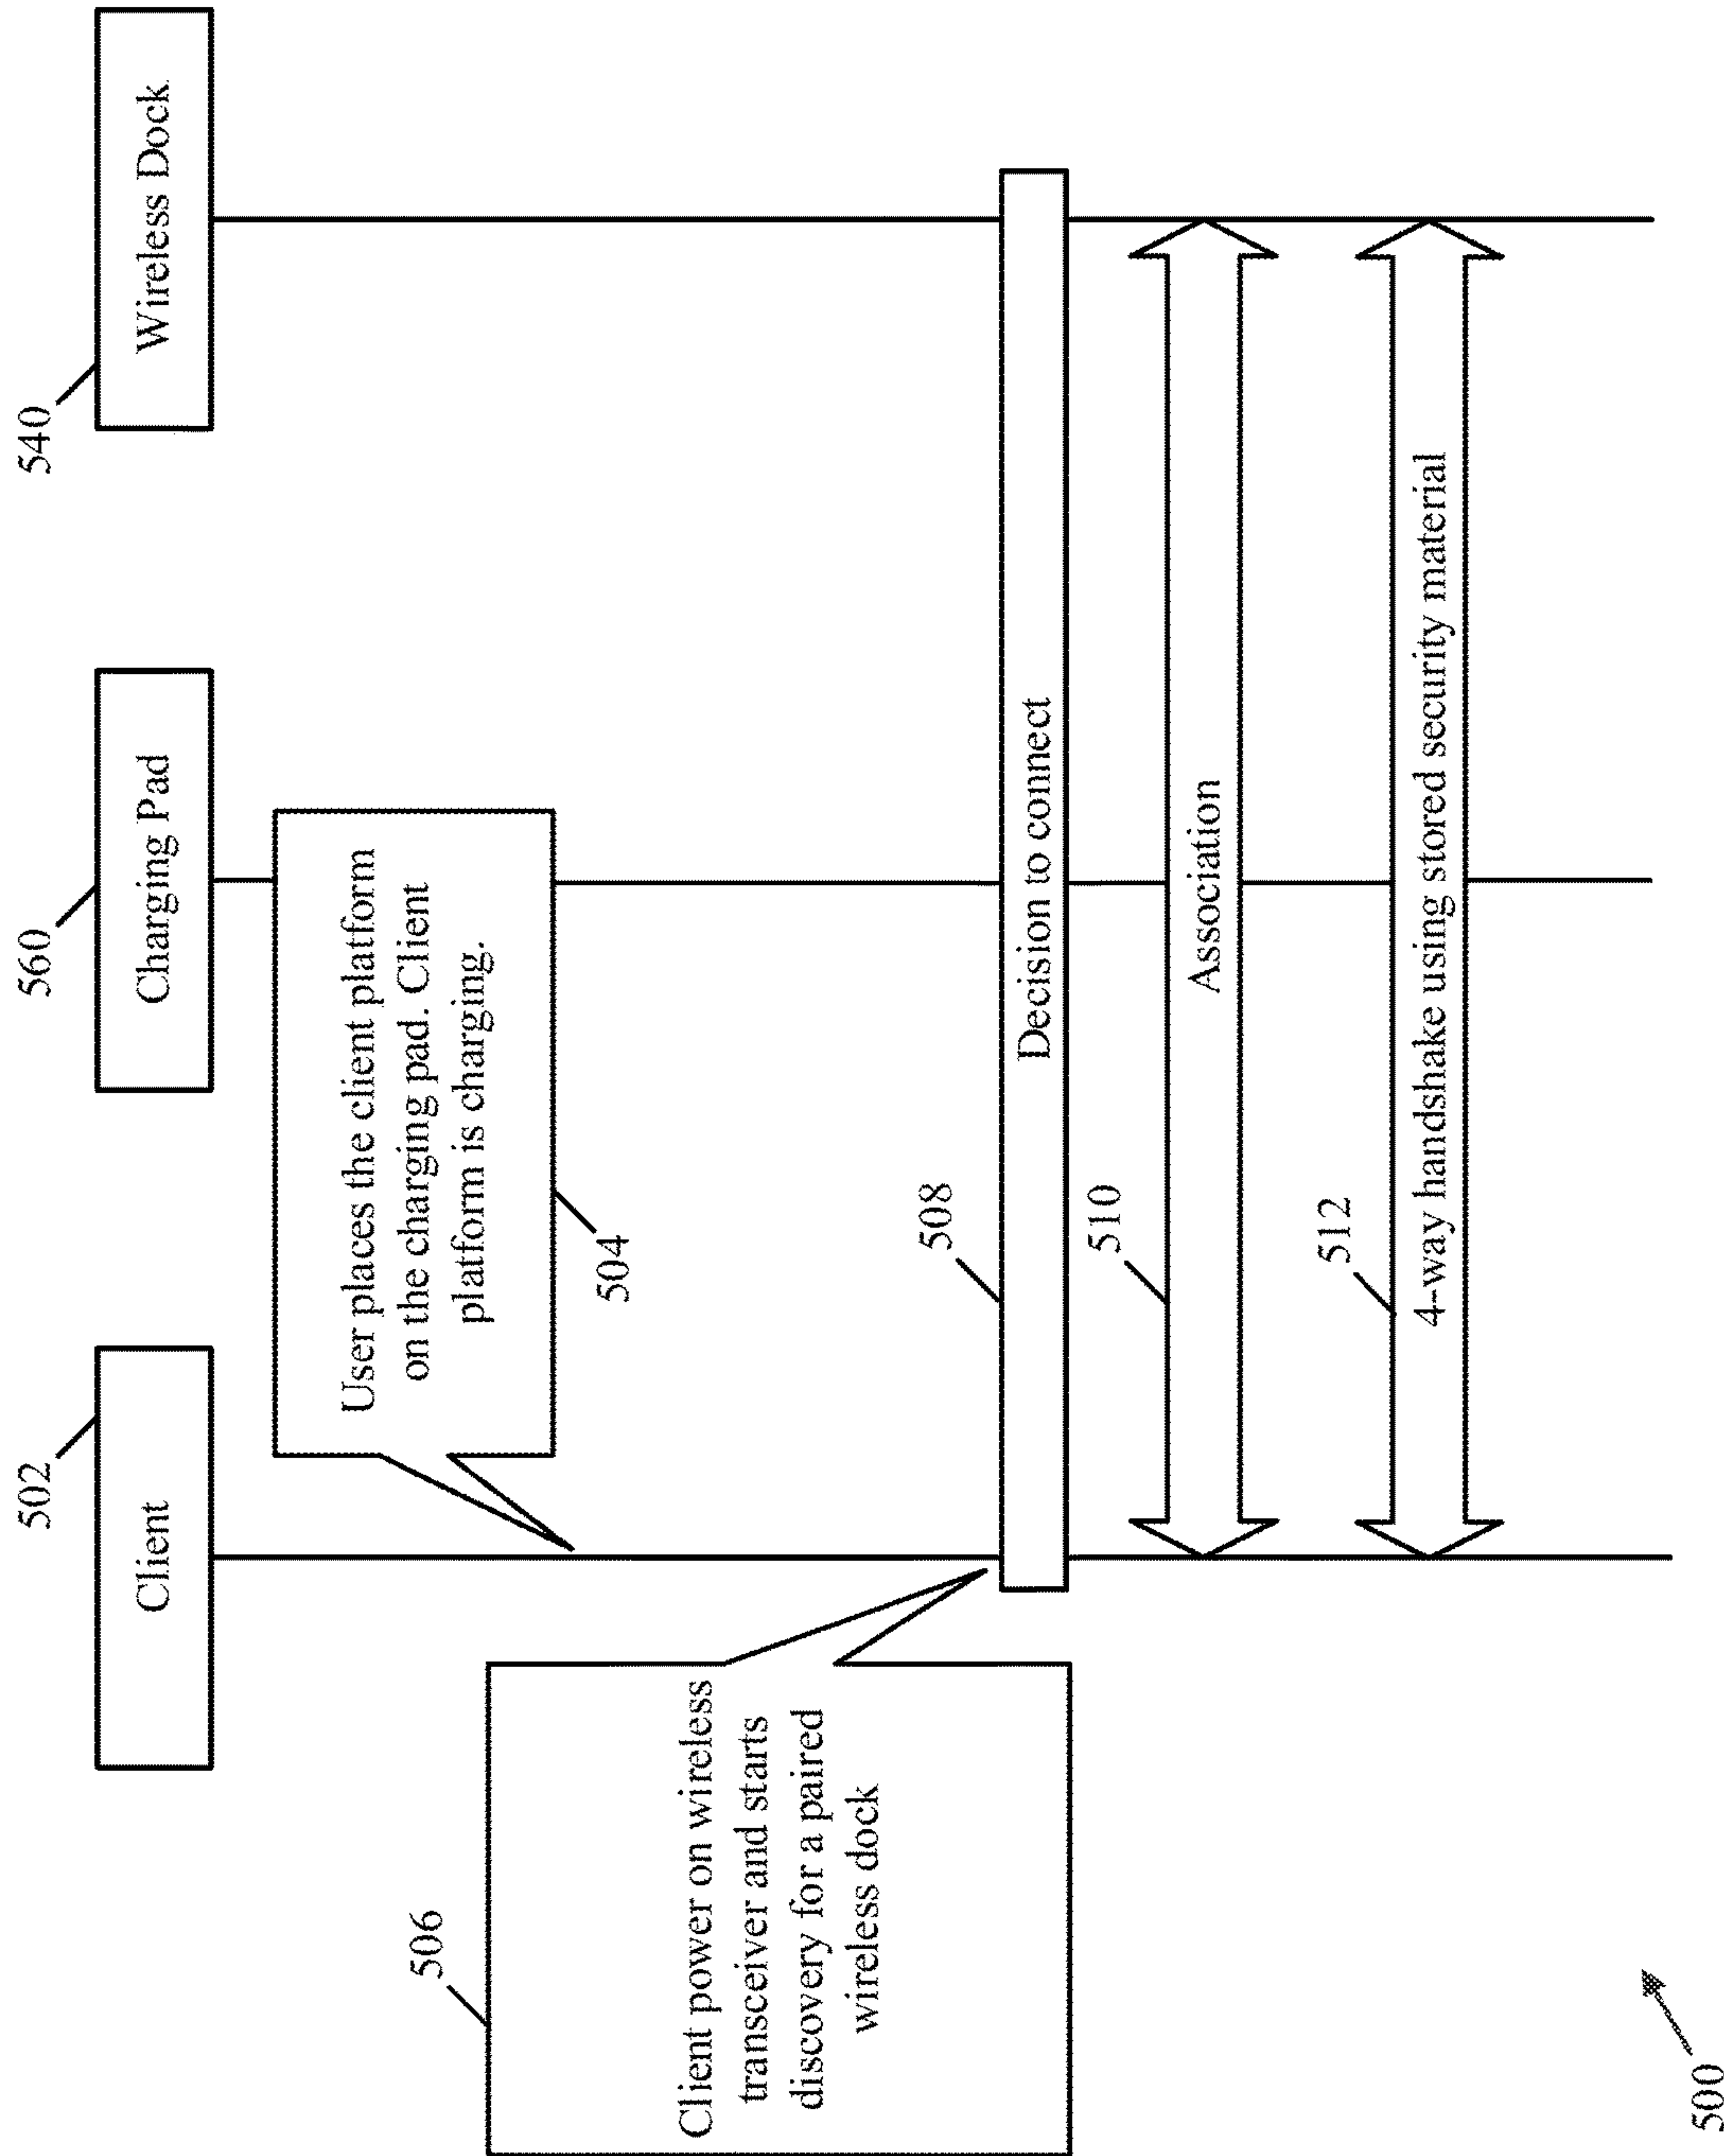 502
Client
560
Charging Pad
540
Wireless Dock
User places the client platform
on the charging pad. Client
platform is charging.
504
506
Client power on wireless
transceiver and starts
discovery for a paired
wireless dock
508
Decision to connect
510
Association
512
4-way handshake using stored security material
500